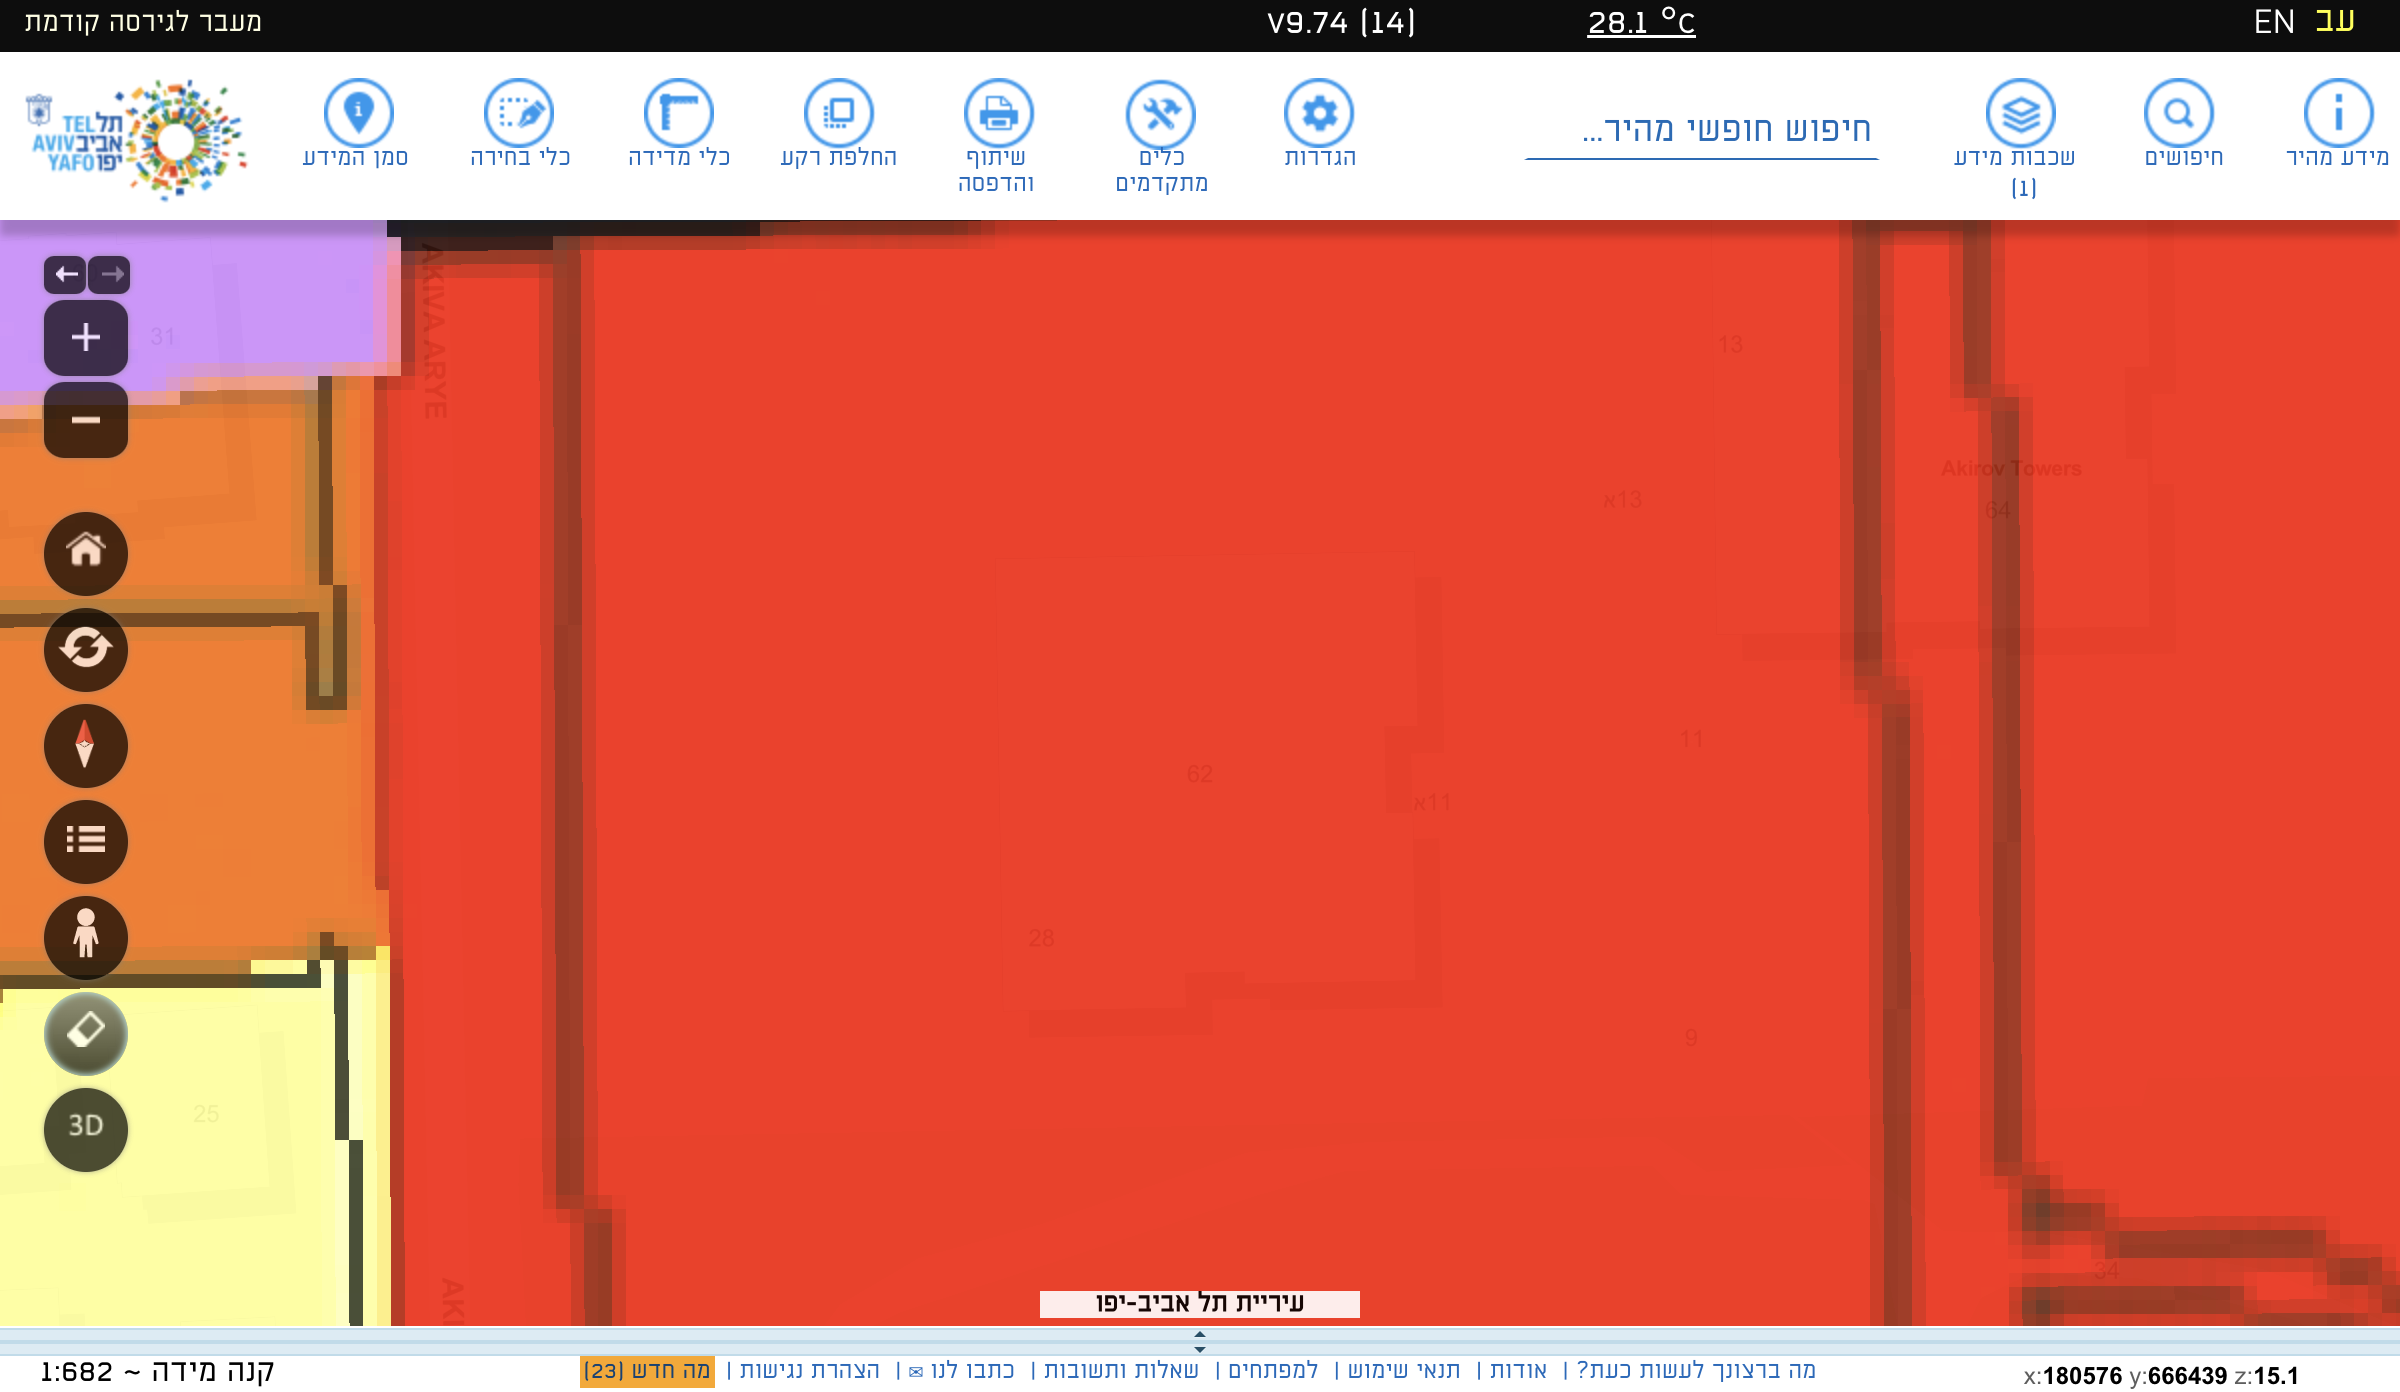 עב EN
28.1 °C
V9.74 (14)
מעבר לגירסה קודמת
מידע מהיר
חיפושים
שכבות מידע
(1)
חיפוש חופשי מהיר...
הגדרות
כלים
מתקדמים
שיתוף
והדפסה
החלפת רקע
כלי מדידה
כלי בחירה
סמן המידע
TEL תל
AVIV אביב
YAFO יפו
AKIVA ARYE
31
13
א13
Akirov Towers
64
11
62
א11
28
9
25
3D
34
AKI
עיריית תל אביב-יפו
מה ברצונך לעשות כעת? | אודות | תנאי שימוש | למפתחים | שאלות ותשובות | כתבו לנו ✉ | הצהרת נגישות | מה חדש (23)
x:180576 y:666439 z:15.1
קנה מידה ~ 1:682